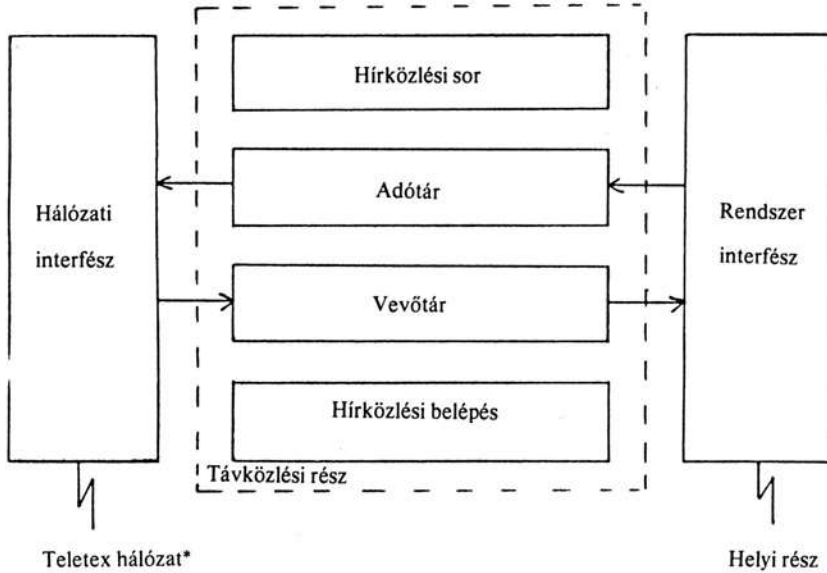 Hírközlési sor
Adótár
Hálózati
interfész
Rendszer
interfész
Vevőtár
Hírközlési belépés
Távközlési rész
Teletex hálózat*
Helyi rész